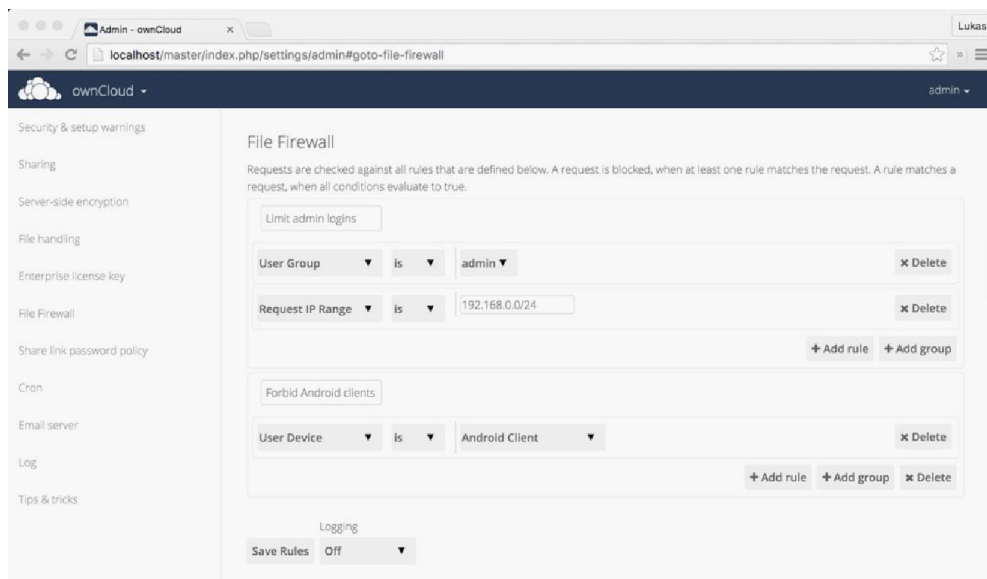 Admin - ownCloud
Lukas
localhost/master/index.php/settings/admin#goto-file-firewall
ownCloud
admin
Security & setup warnings
Sharing
Server-side encryption
File handling
Enterprise license key
File Firewall
Share link password policy
Cron
Email server
Log
Tips & tricks
File Firewall
Requests are checked against all rules that are defined below. A request is blocked, when at least one rule matches the request. A rule matches a
request, when all conditions evaluate to true.
Limit admin logins
User Group is admin Delete
Request IP Range is 192.168.0.0/24 Delete
+ Add rule + Add group
Forbid Android clients
User Device is Android Client Delete
+ Add rule + Add group Delete
Logging
Save Rules Off